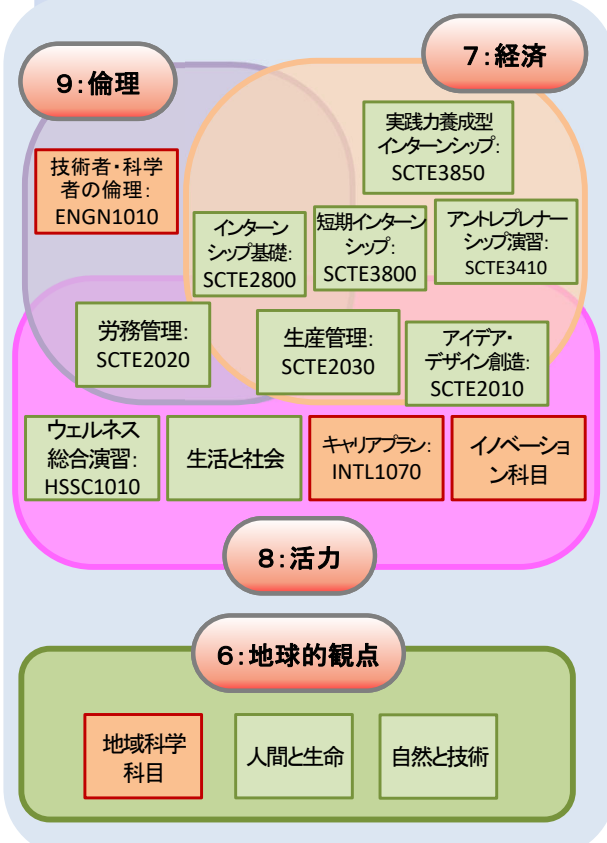 9：倫理
7：経済
技術者・科学
者の倫理：
ENGN1010
実践力養成型
インターンシップ：
SCTE3850
インターン
シップ基礎：
SCTE2800
短期インターン
シップ：
SCTE3800
アントレプレナー
シップ演習：
SCTE3410
労務管理：
SCTE2020
生産管理：
SCTE2030
アイデア・
デザイン創造：
SCTE2010
ウェルネス
総合演習：
HSSC1010
生活と社会
キャリアプラン：
INTL1070
イノベーショ
ン科目
8：活力
6：地球的観点
地域科学
科目
人間と生命
自然と技術